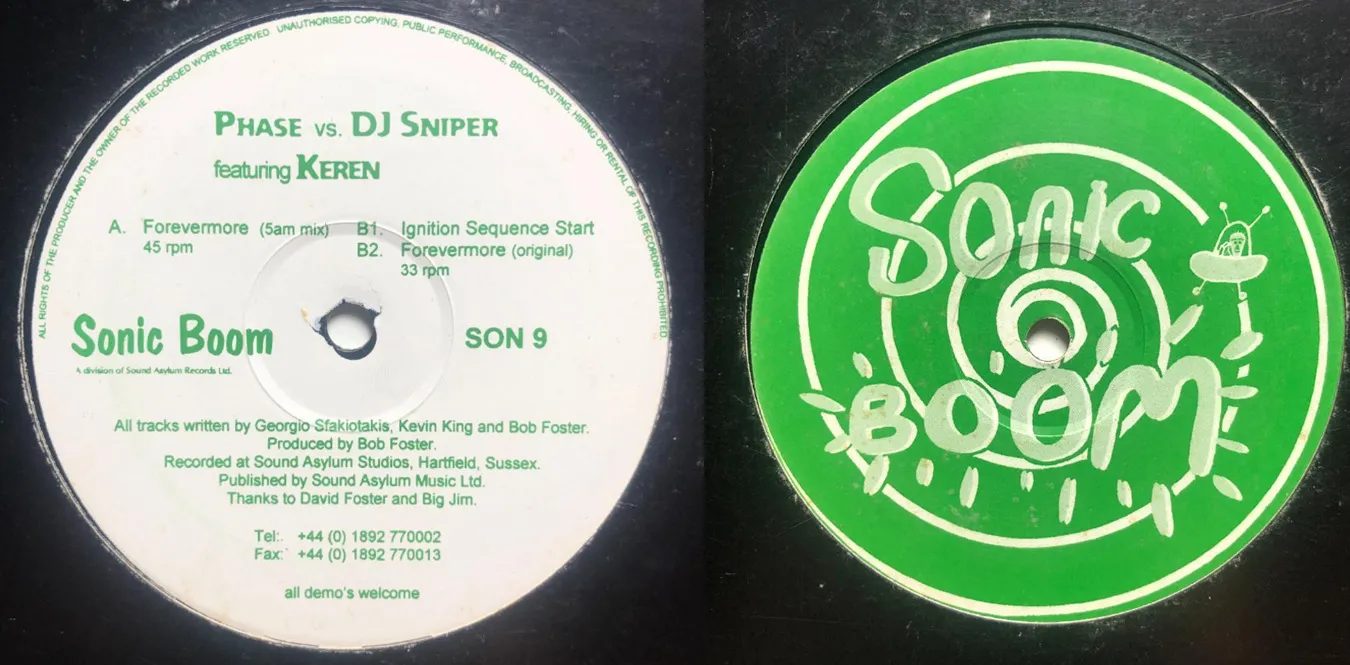 ALL RIGHTS OF THE PRODUCER AND THE OWNER OF THE RECORDED WORK RESERVED UNAUTHORISED COPYING, PUBLIC PERFORMANCE, BROADCASTING, HIRING OR RENTAL OF THIS RECORDING PROHIBITED
PHASE VS. DJ SNIPER
featuring KEREN
A. Forevermore (5am mix)
45 rpm
B1. Ignition Sequence Start
B2. Forevermore (original)
33 rpm
Sonic Boom
A division of Sound Asylum Records Ltd.
SON 9
All tracks written by Georgio Sfakiotakis, Kevin King and Bob Foster.
Produced by Bob Foster.
Recorded at Sound Asylum Studios, Hartfield, Sussex.
Published by Sound Asylum Music Ltd.
Thanks to David Foster and Big Jim.
Tel:. +44 (0) 1892 770002
Fax: +44 (0) 1892 770013
all demo's welcome
SONIC
BOOM